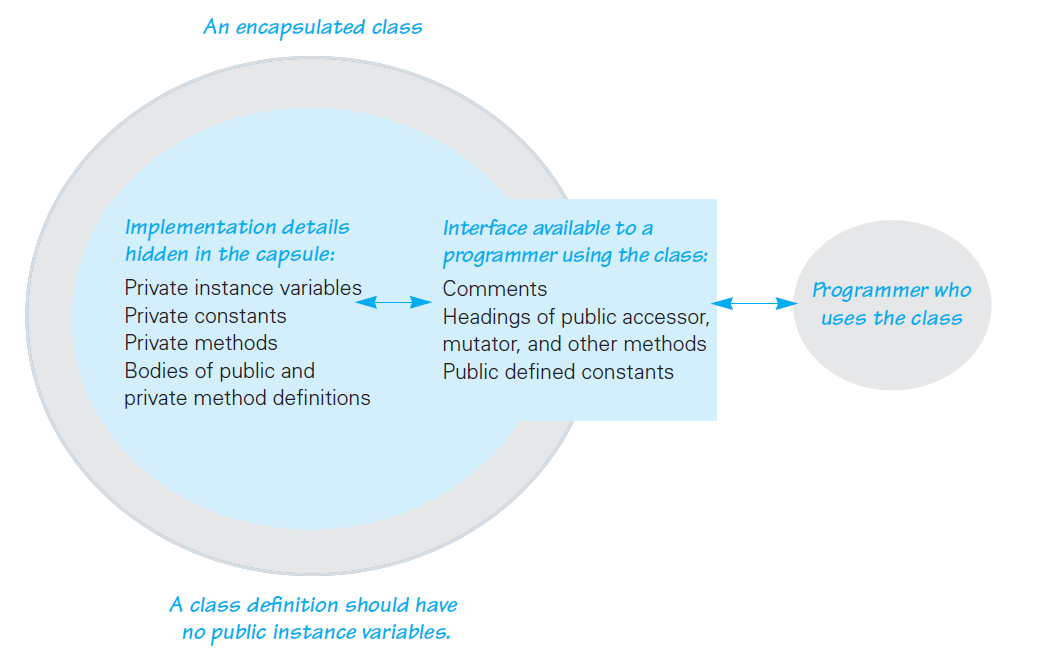 An encapsulated class
Implementation details
hidden in the capsule:
Private instance variables
Private constants
Private methods
Bodies of public and
private method definitions
Interface available to a
programmer using the class:
Comments
Headings of public accessor,
mutator, and other methods
Public defined constants
Programmer who
uses the class
A class definition should have
no public instance variables.